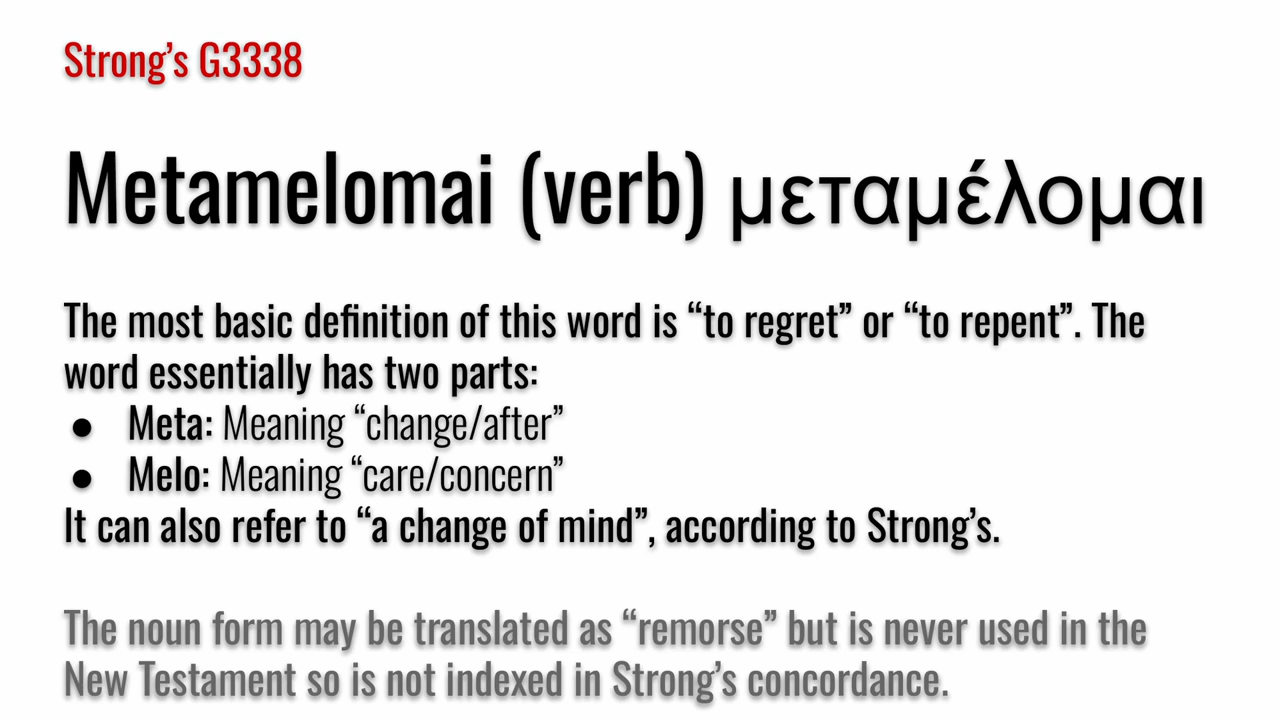 Strong’s G3338
Metamelomai (verb) μεταμέλομαι
The most basic definition of this word is “to regret” or “to repent”. The
word essentially has two parts:
● Meta: Meaning “change/after”
● Melo: Meaning “care/concern”
It can also refer to “a change of mind”, according to Strong’s.
The noun form may be translated as “remorse” but is never used in the
New Testament so is not indexed in Strong’s concordance.